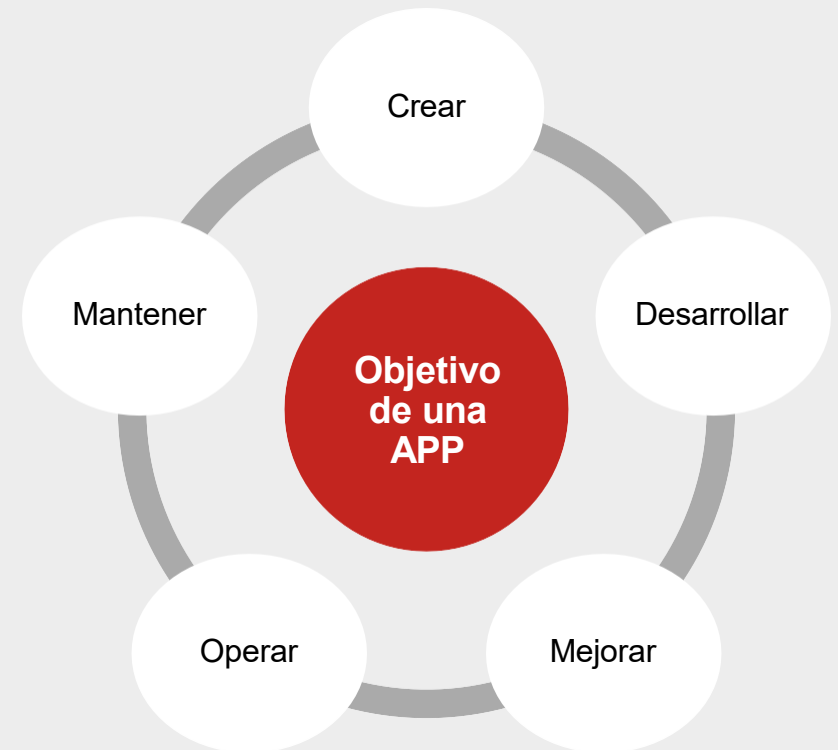 Crear
Desarrollar
Mejorar
Operar
Mantener
Objetivo
de una
APP